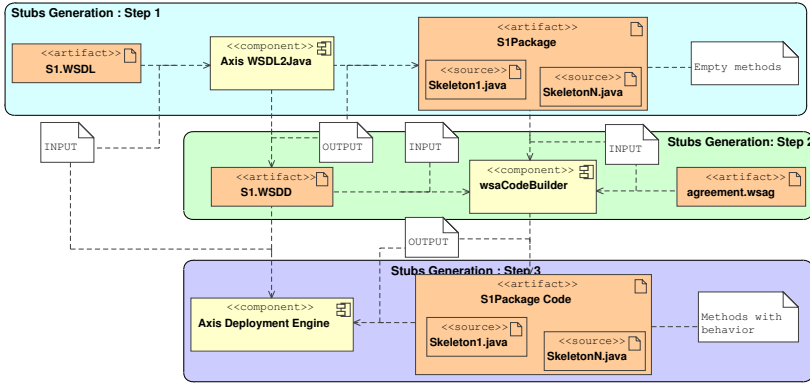 Stubs Generation : Step 1
<<artifact>>
S1.WSDL
<<component>>
Axis WSDL2Java
<<artifact>>
S1Package
<<source>>
Skeleton1.java
<<source>>
SkeletonN.java
Empty methods
INPUT
OUTPUT
INPUT
INPUT
Stubs Generation: Step 2
<<artifact>>
S1.WSDD
<<component>>
wsaCodeBuilder
<<artifact>>
agreement.wsag
OUTPUT
Stubs Generation : Step 3
<<component>>
Axis Deployment Engine
<<artifact>>
S1Package Code
<<source>>
Skeleton1.java
<<source>>
SkeletonN.java
Methods with
behavior